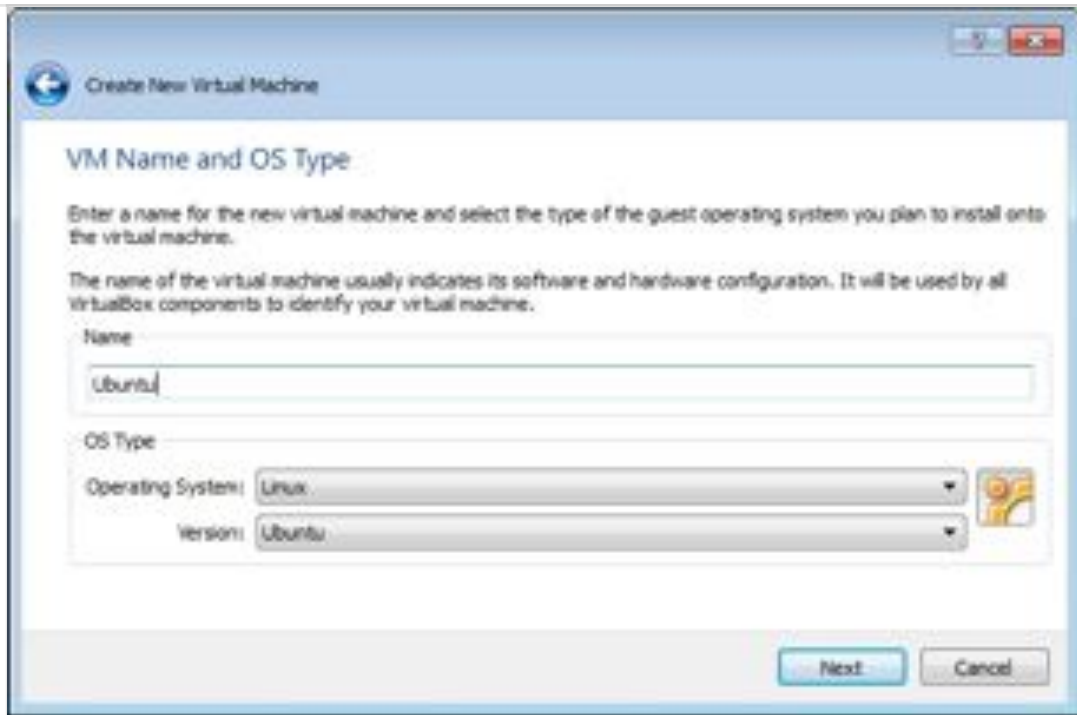 Create New Virtual Machine
VM Name and OS Type
Enter a name for the new virtual machine and select the type of the guest operating system you plan to install onto
the virtual machine.
The name of the virtual machine usually indicates its software and hardware configuration. It will be used by all
VirtualBox components to identify your virtual machine.
Name
Ubuntu
OS Type
Operating System: Linux
Version: Ubuntu
Next Cancel